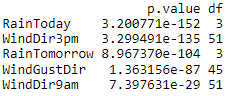 p.value df
RainToday 3.200771e-152 3
WindDir3pm 3.299491e-135 51
RainTomorrow 8.967370e-104 3
WindGustDir 1.363156e-87 45
WindDir9am 7.397631e-29 51